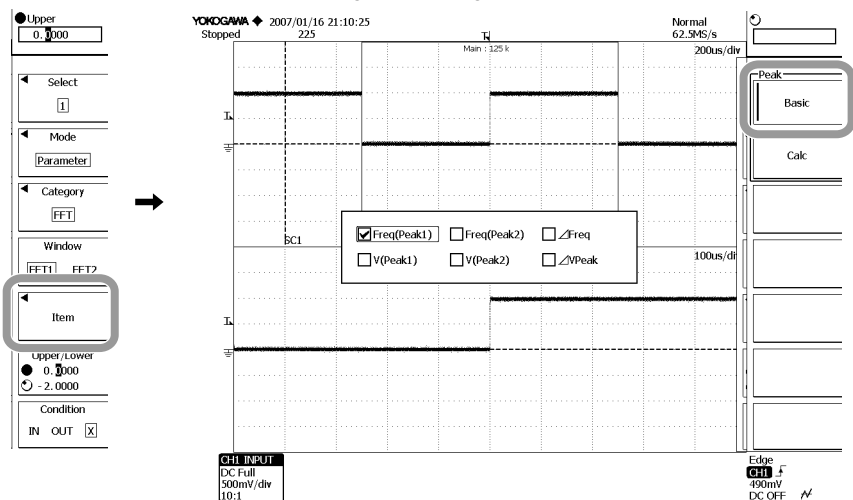 Upper
0.0000
Select
1
Mode
Parameter
Category
FFT
Window
FFT1 FFT2
Item
Upper/Lower
0.0000
-2.0000
Condition
IN OUT X
YOKOGAWA ◆ 2007/01/16 21:10:25
Stopped 225
Normal
62.5MS/s
Main : 125 k
200us/div
SC1
Freq(Peak1) Freq(Peak2) ⊿Freq
V(Peak1) V(Peak2) ⊿VPeak
100us/di
CH1 INPUT
DC Full
500mV/div
10:1
Peak
Basic
Calc
Edge
CH1
490mV
DC OFF